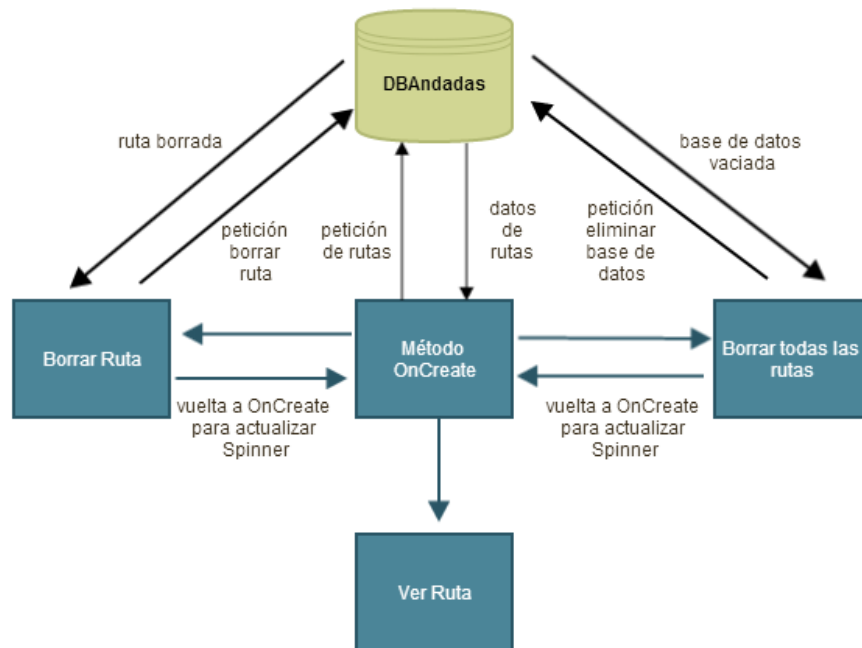 DBAndadas
ruta borrada
base de datos
vaciada
petición
borrar
ruta
petición
de rutas
datos
de
rutas
petición
eliminar
base de
datos
Borrar Ruta
Método
OnCreate
Borrar todas las
rutas
vuelta a OnCreate
para actualizar
Spinner
vuelta a OnCreate
para actualizar
Spinner
Ver Ruta